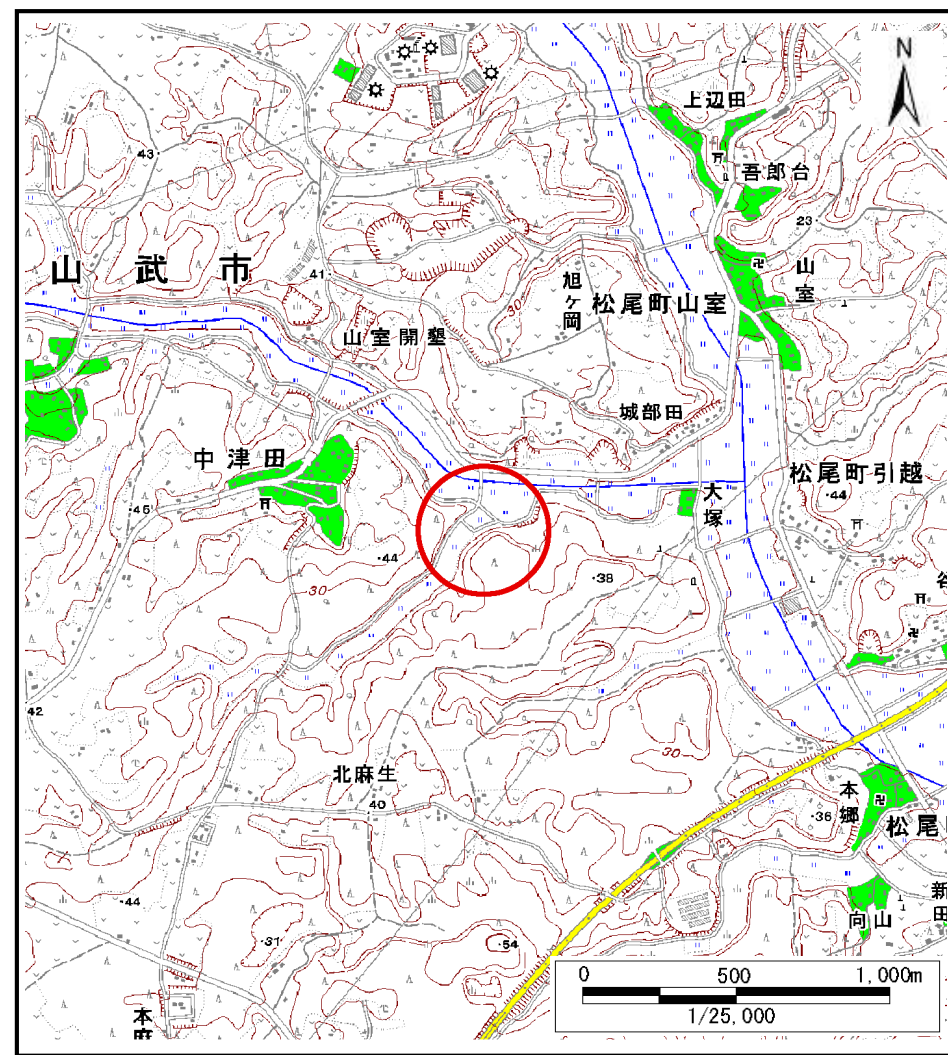 N
上辺田
43
吾郎台
23
山武市
41
旭ケ岡
30
松尾町山室
山室
山室開墾
城部田
中津田
松尾町引越
44
大塚
45
44
30
38
42
30
北麻生
40
本郷
36
松尾
新田
44
向山
31
54
0 500 1,000m
1/25,000